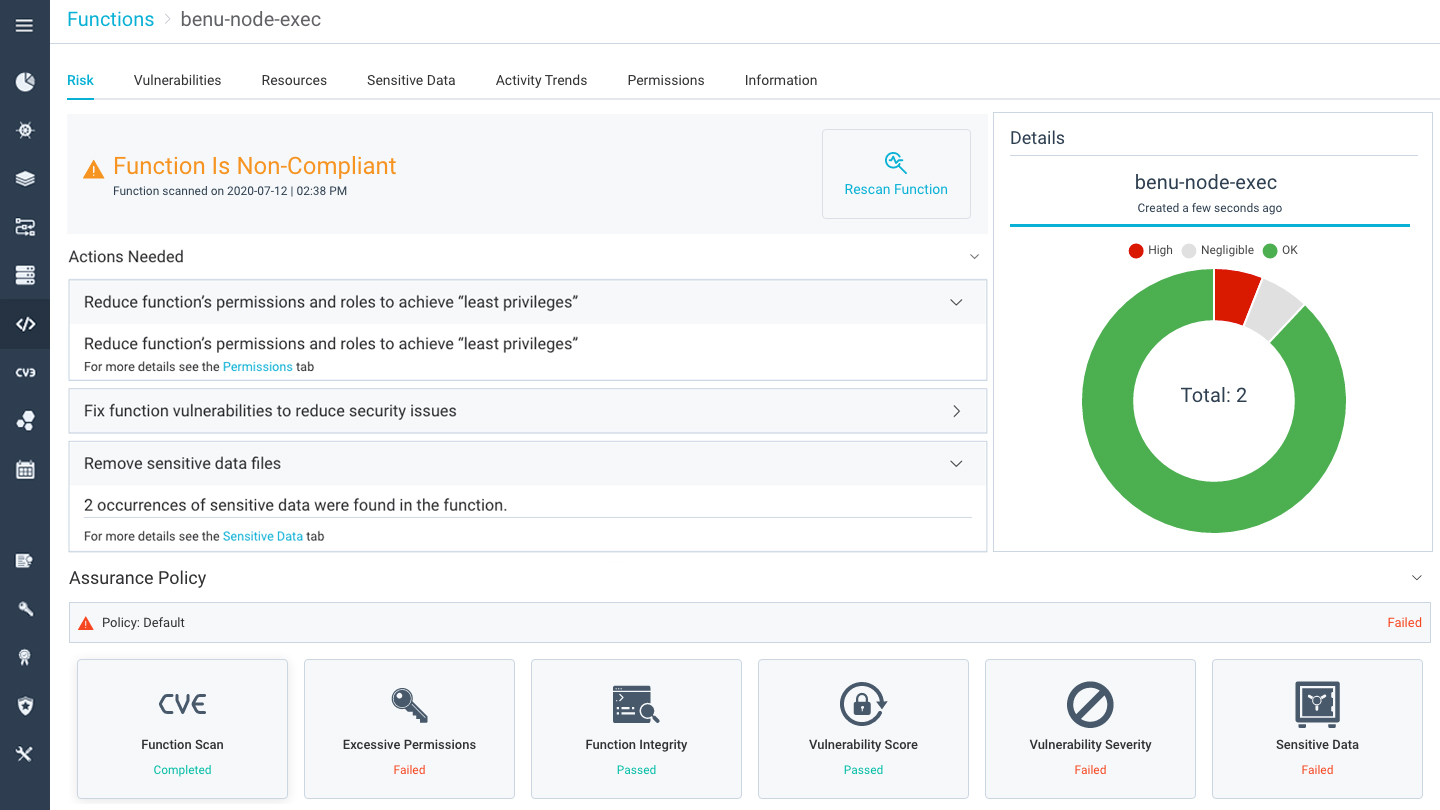 Functions > benu-node-exec
Risk
Vulnerabilities
Resources
Sensitive Data
Activity Trends
Permissions
Information
Function Is Non-Compliant
Function scanned on 2020-07-12 | 02:38 PM
Rescan Function
Actions Needed
Reduce function’s permissions and roles to achieve “least privileges”
Reduce function’s permissions and roles to achieve “least privileges”
For more details see the Permissions tab
Fix function vulnerabilities to reduce security issues
Remove sensitive data files
2 occurrences of sensitive data were found in the function.
For more details see the Sensitive Data tab
Details
benu-node-exec
Created a few seconds ago
High
Negligible
OK
Total: 2
Assurance Policy
Policy: Default
Failed
CVE
Function Scan
Completed
Excessive Permissions
Failed
Function Integrity
Passed
Vulnerability Score
Passed
Vulnerability Severity
Failed
Sensitive Data
Failed
CVE